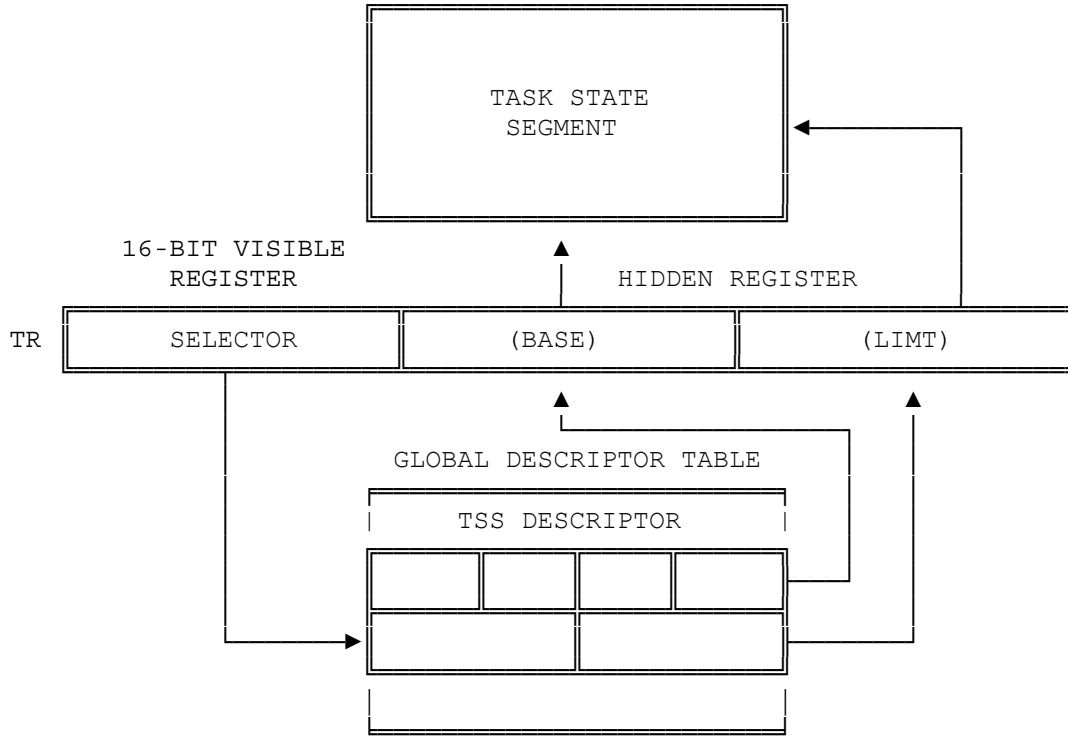 TASK STATE
SEGMENT
16-BIT VISIBLE
REGISTER
HIDDEN REGISTER
TR
SELECTOR
(BASE)
(LIMT)
GLOBAL DESCRIPTOR TABLE
TSS DESCRIPTOR